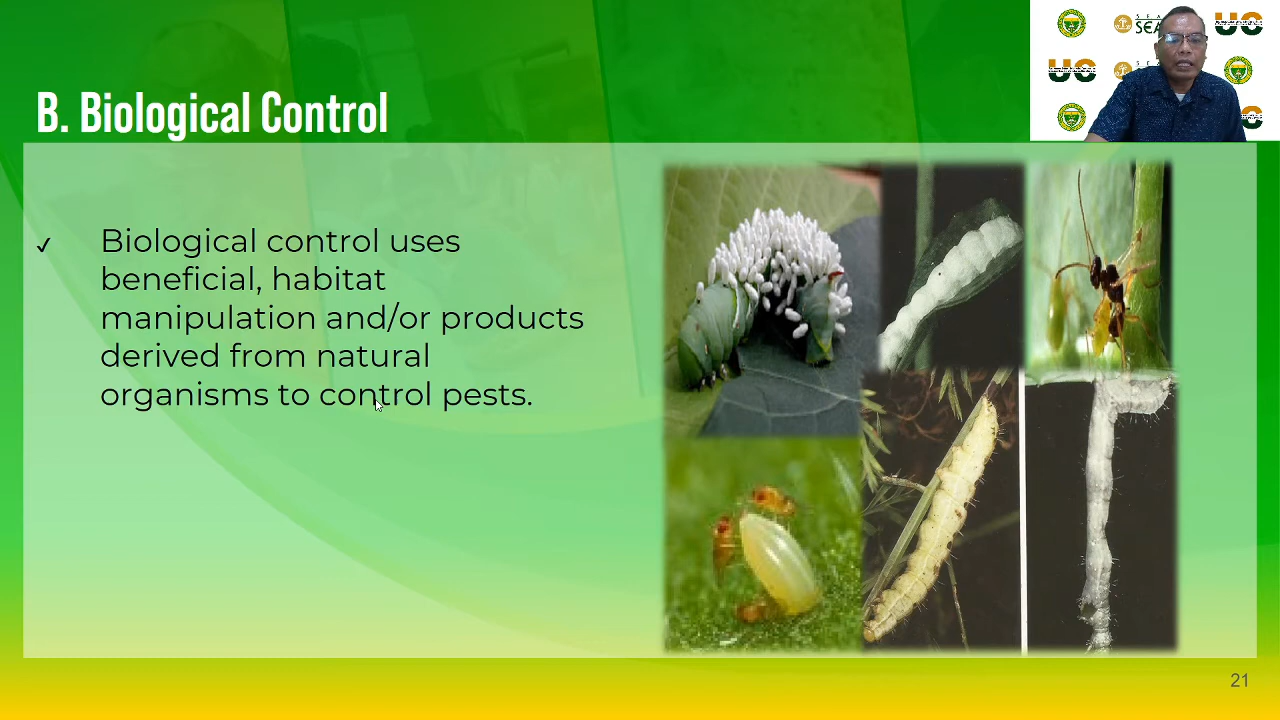 B. Biological Control
✓ Biological control uses
beneficial, habitat
manipulation and/or products
derived from natural
organisms to control pests.
21